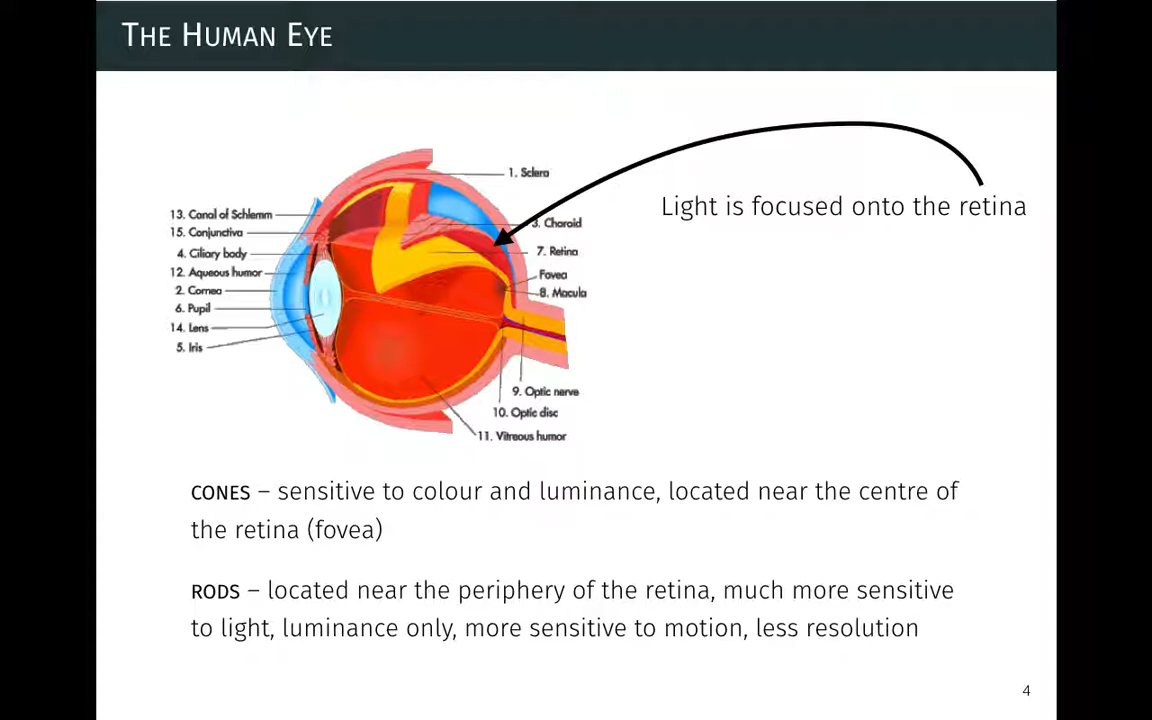 THE HUMAN EYE
Light is focused onto the retina
1. Sclera
3. Choroid
7. Retina
Fovea
8. Macula
9. Optic nerve
10. Optic disc
11. Vitreous humor
13. Canal of Schlemm
15. Conjunctiva
4. Ciliary body
12. Aqueous humor
2. Cornea
6. Pupil
14. Lens
5. Iris
CONES – sensitive to colour and luminance, located near the centre of
the retina (fovea)
RODS – located near the periphery of the retina, much more sensitive
to light, luminance only, more sensitive to motion, less resolution
4